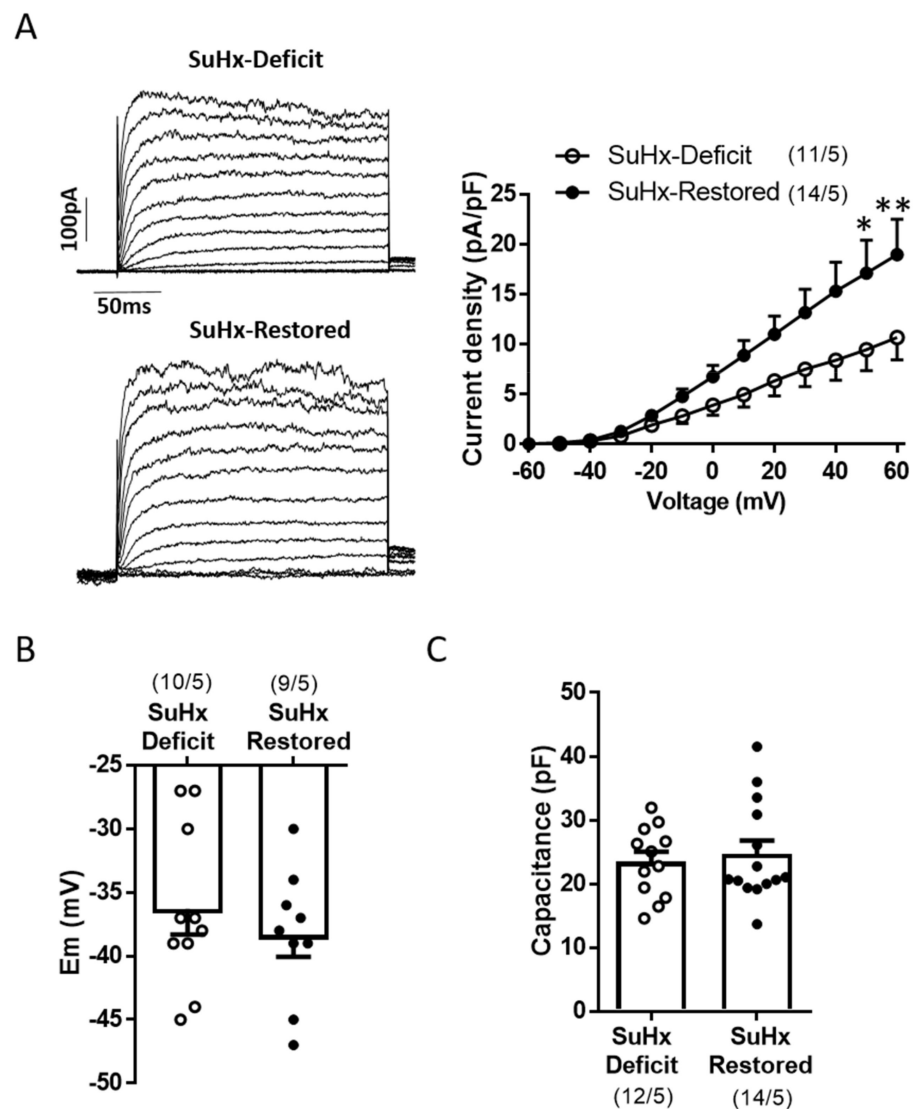 A
SuHx-Deficit
100pA
50ms
SuHx-Restored
SuHx-Deficit (11/5)
SuHx-Restored (14/5)
25
20
15
10
5
0
* **
Current density (pA/pF)
-60 -40 -20 0 20 40 60
Voltage (mV)
B
(10/5) (9/5)
SuHx SuHx
Deficit Restored
-25
-30
-35
-40
-45
-50
Em (mV)
C
50
40
30
20
10
0
Capacitance (pF)
SuHx SuHx
Deficit Restored
(12/5) (14/5)